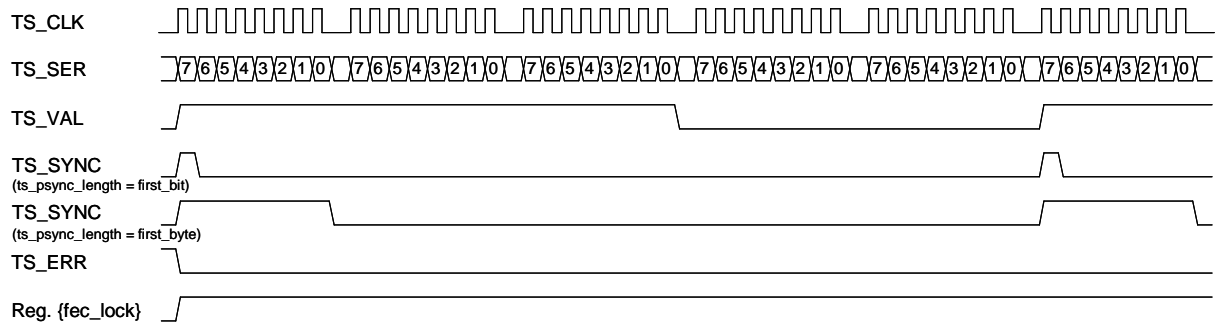 TS_CLK
TS_SER 7 6 5 4 3 2 1 0 7 6 5 4 3 2 1 0 7 6 5 4 3 2 1 0 7 6 5 4 3 2 1 0 7 6 5 4 3 2 1 0 7 6 5 4 3 2 1 0
TS_VAL
TS_SYNC
(ts_psync_length = first_bit)
TS_SYNC
(ts_psync_length = first_byte)
TS_ERR
Reg. {fec_lock}